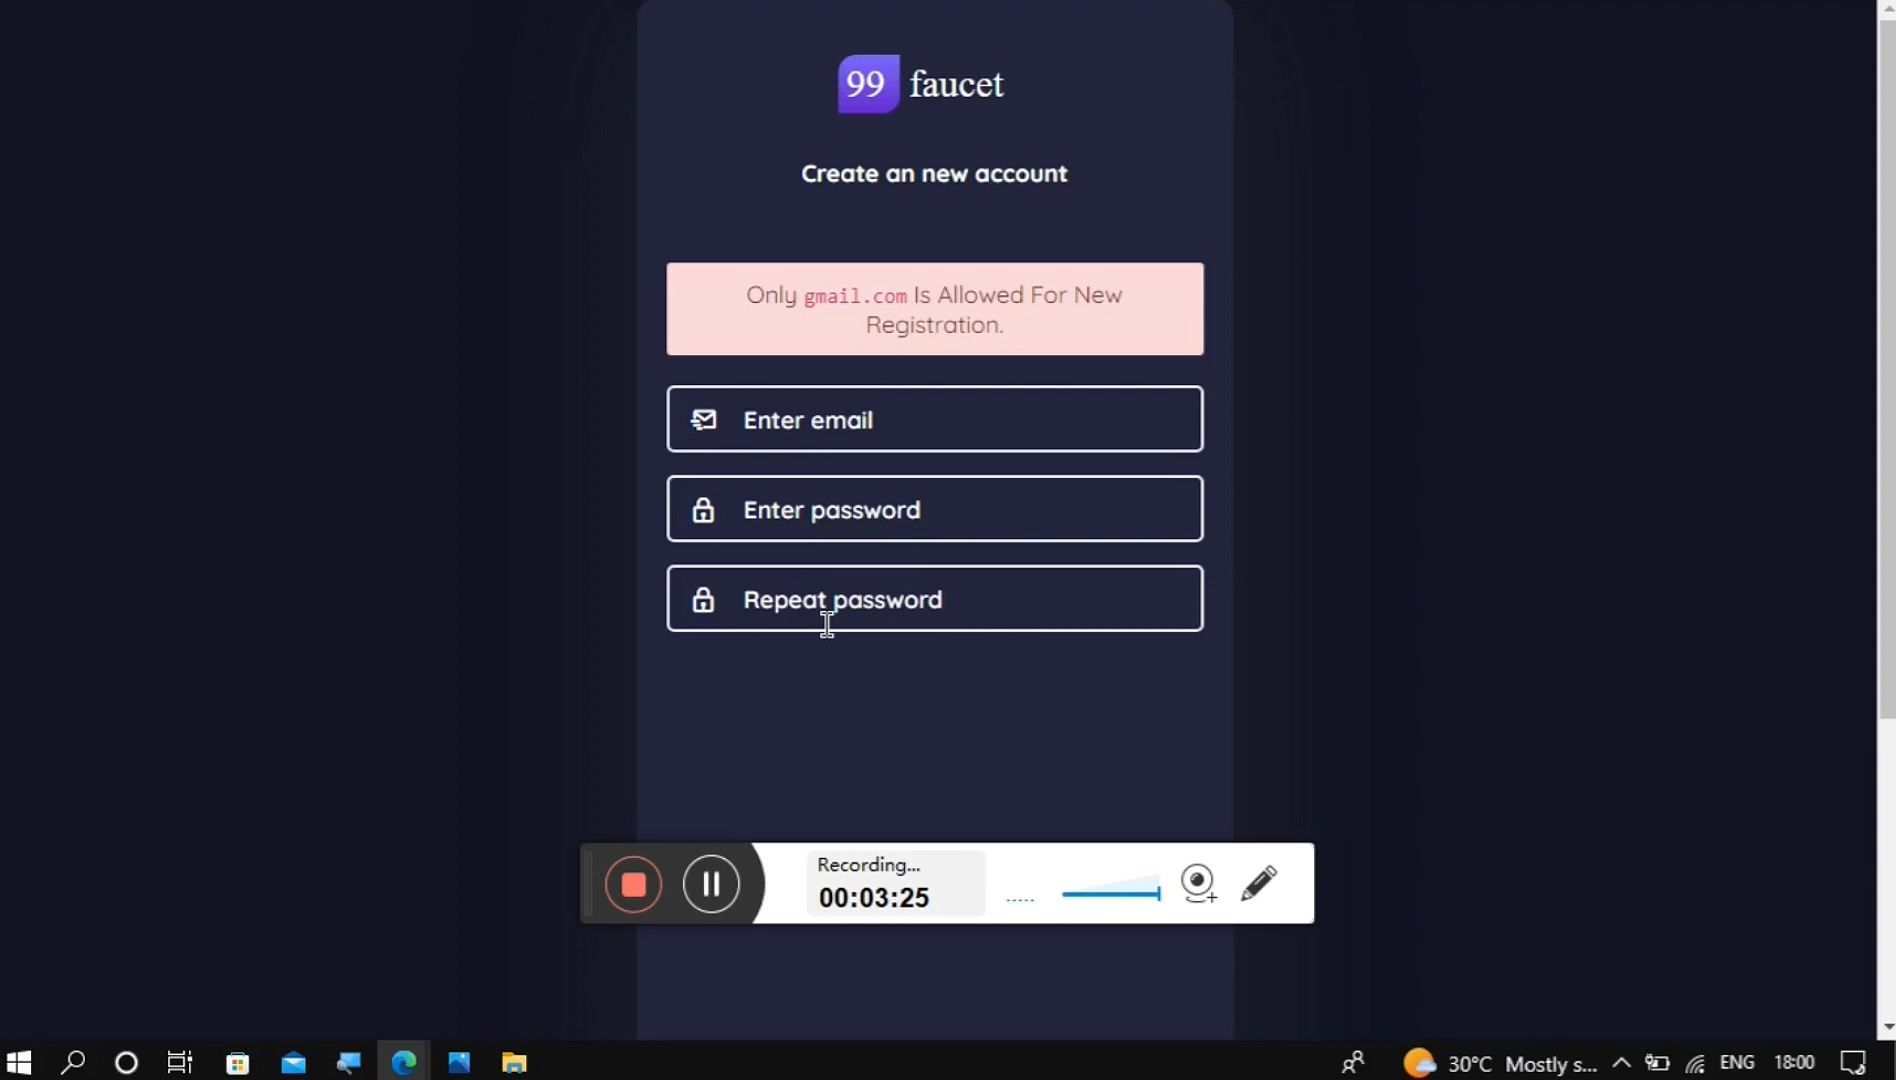 99 faucet
Create an new account
Only gmail.com Is Allowed For New
Registration.
Enter email
Enter password
Repeat password
Recording...
00:03:25
30°C Mostly s... ENG 18:00